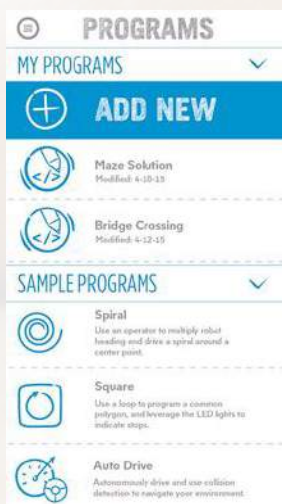 PROGRAMS
MY PROGRAMS
ADD NEW
Maze Solution
Modified: 4-10-15
Bridge Crossing
Modified: 4-12-15
SAMPLE PROGRAMS
Spiral
Use an operator to multiply robot
heading and drive a spiral around a
center point.
Square
Use a loop to program a common
polygon, and leverage the LED lights to
indicate stops.
Auto Drive
Autonomously drive and use collision
detection to navigate your environment